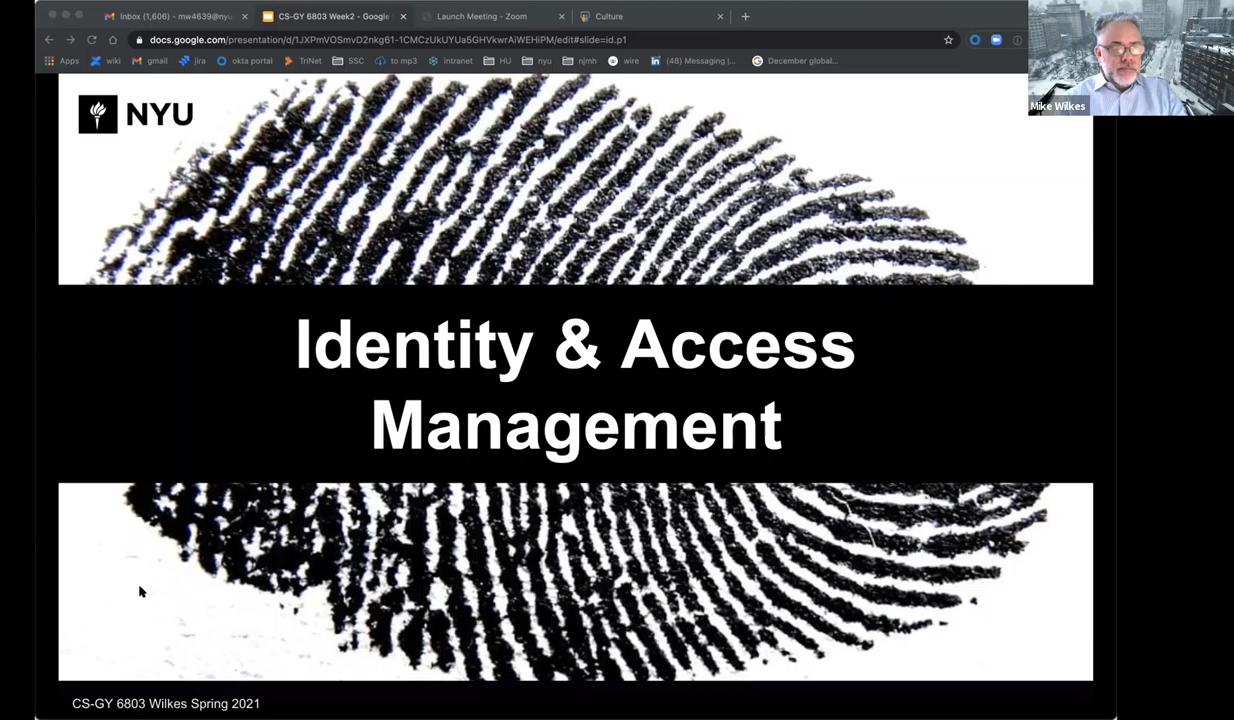 Inbox (1,606) - mw4639@nyu
CS-GY 6803 Week2 - Google
Launch Meeting - Zoom
Culture
docs.google.com/presentation/d/1JXPmVOSmvD2nkg61-1CMCzUkUYUa5GHVkwrAiWEHiPM/edit#slide=id.p1
Apps
wiki
gmail
jira
okta portal
TriNet
SSC
to mp3
intranet
HU
nyu
njmh
wire
(48) Messaging |...
December global...
Mike Wilkes
NYU
Identity & Access
Management
CS-GY 6803 Wilkes Spring 2021